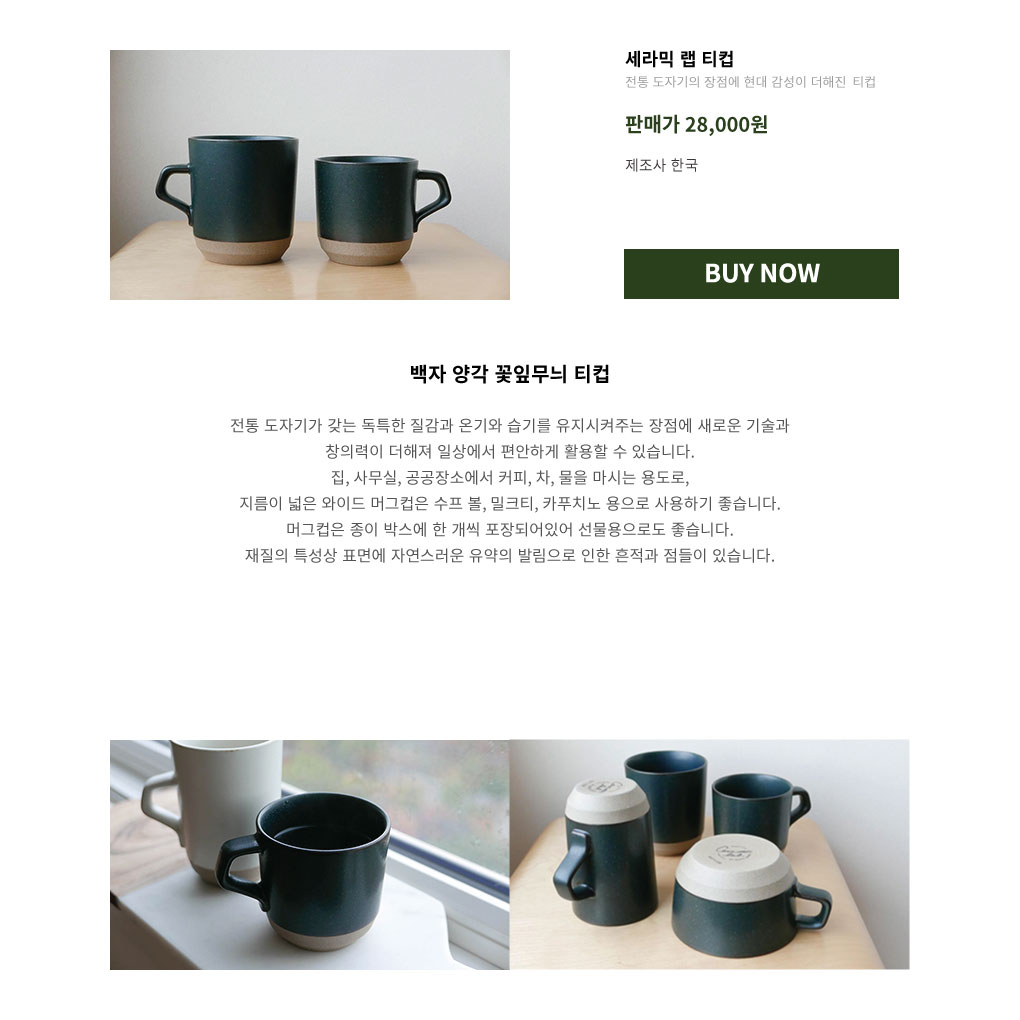 세라믹 랩 티컵
전통 도자기의 장점에 현대 감성이 더해진 티컵
판매가 28,000원
제조사 한국
BUY NOW
백자 양각 꽃잎무늬 티컵
전통 도자기가 갖는 독특한 질감과 온기와 습기를 유지시켜주는 장점에 새로운 기술과
창의력이 더해져 일상에서 편안하게 활용할 수 있습니다.
집, 사무실, 공공장소에서 커피, 차, 물을 마시는 용도로,
지름이 넓은 와이드 머그컵은 수프 볼, 밀크티, 카푸치노 용으로 사용하기 좋습니다.
머그컵은 종이 박스에 한 개씩 포장되어있어 선물용으로도 좋습니다.
재질의 특성상 표면에 자연스러운 유약의 발림으로 인한 흔적과 점들이 있습니다.